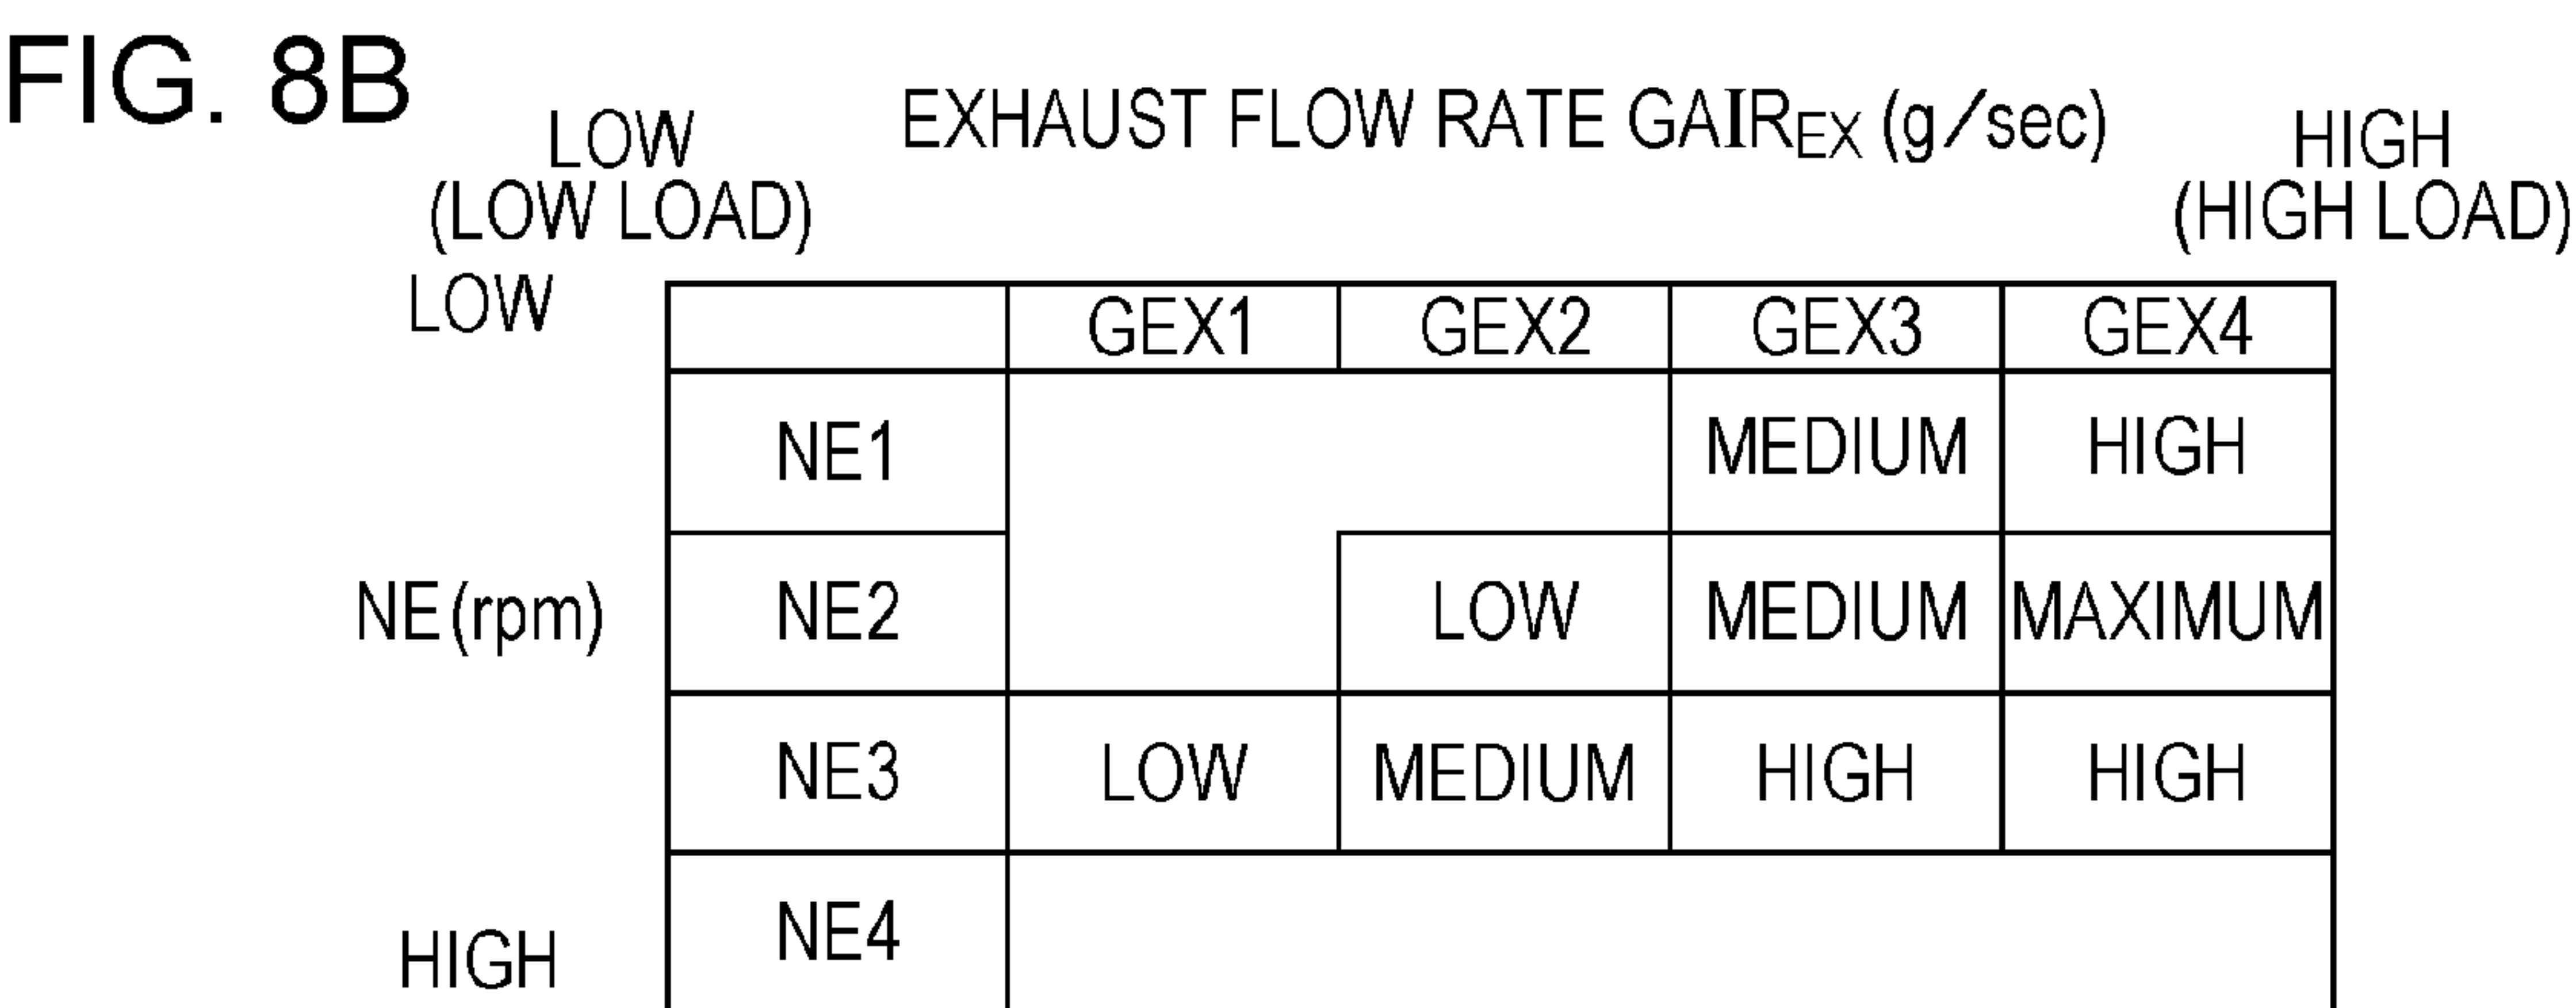 FIG. 8B
LOW EXHAUST FLOW RATE GAIREX (g/sec) HIGH
(LOW LOAD) (HIGH LOAD)
LOW GEX1 GEX2 GEX3 GEX4
NE1 MEDIUM HIGH
NE (rpm) NE2 LOW MEDIUM MAXIMUM
NE3 LOW MEDIUM HIGH HIGH
HIGH NE4